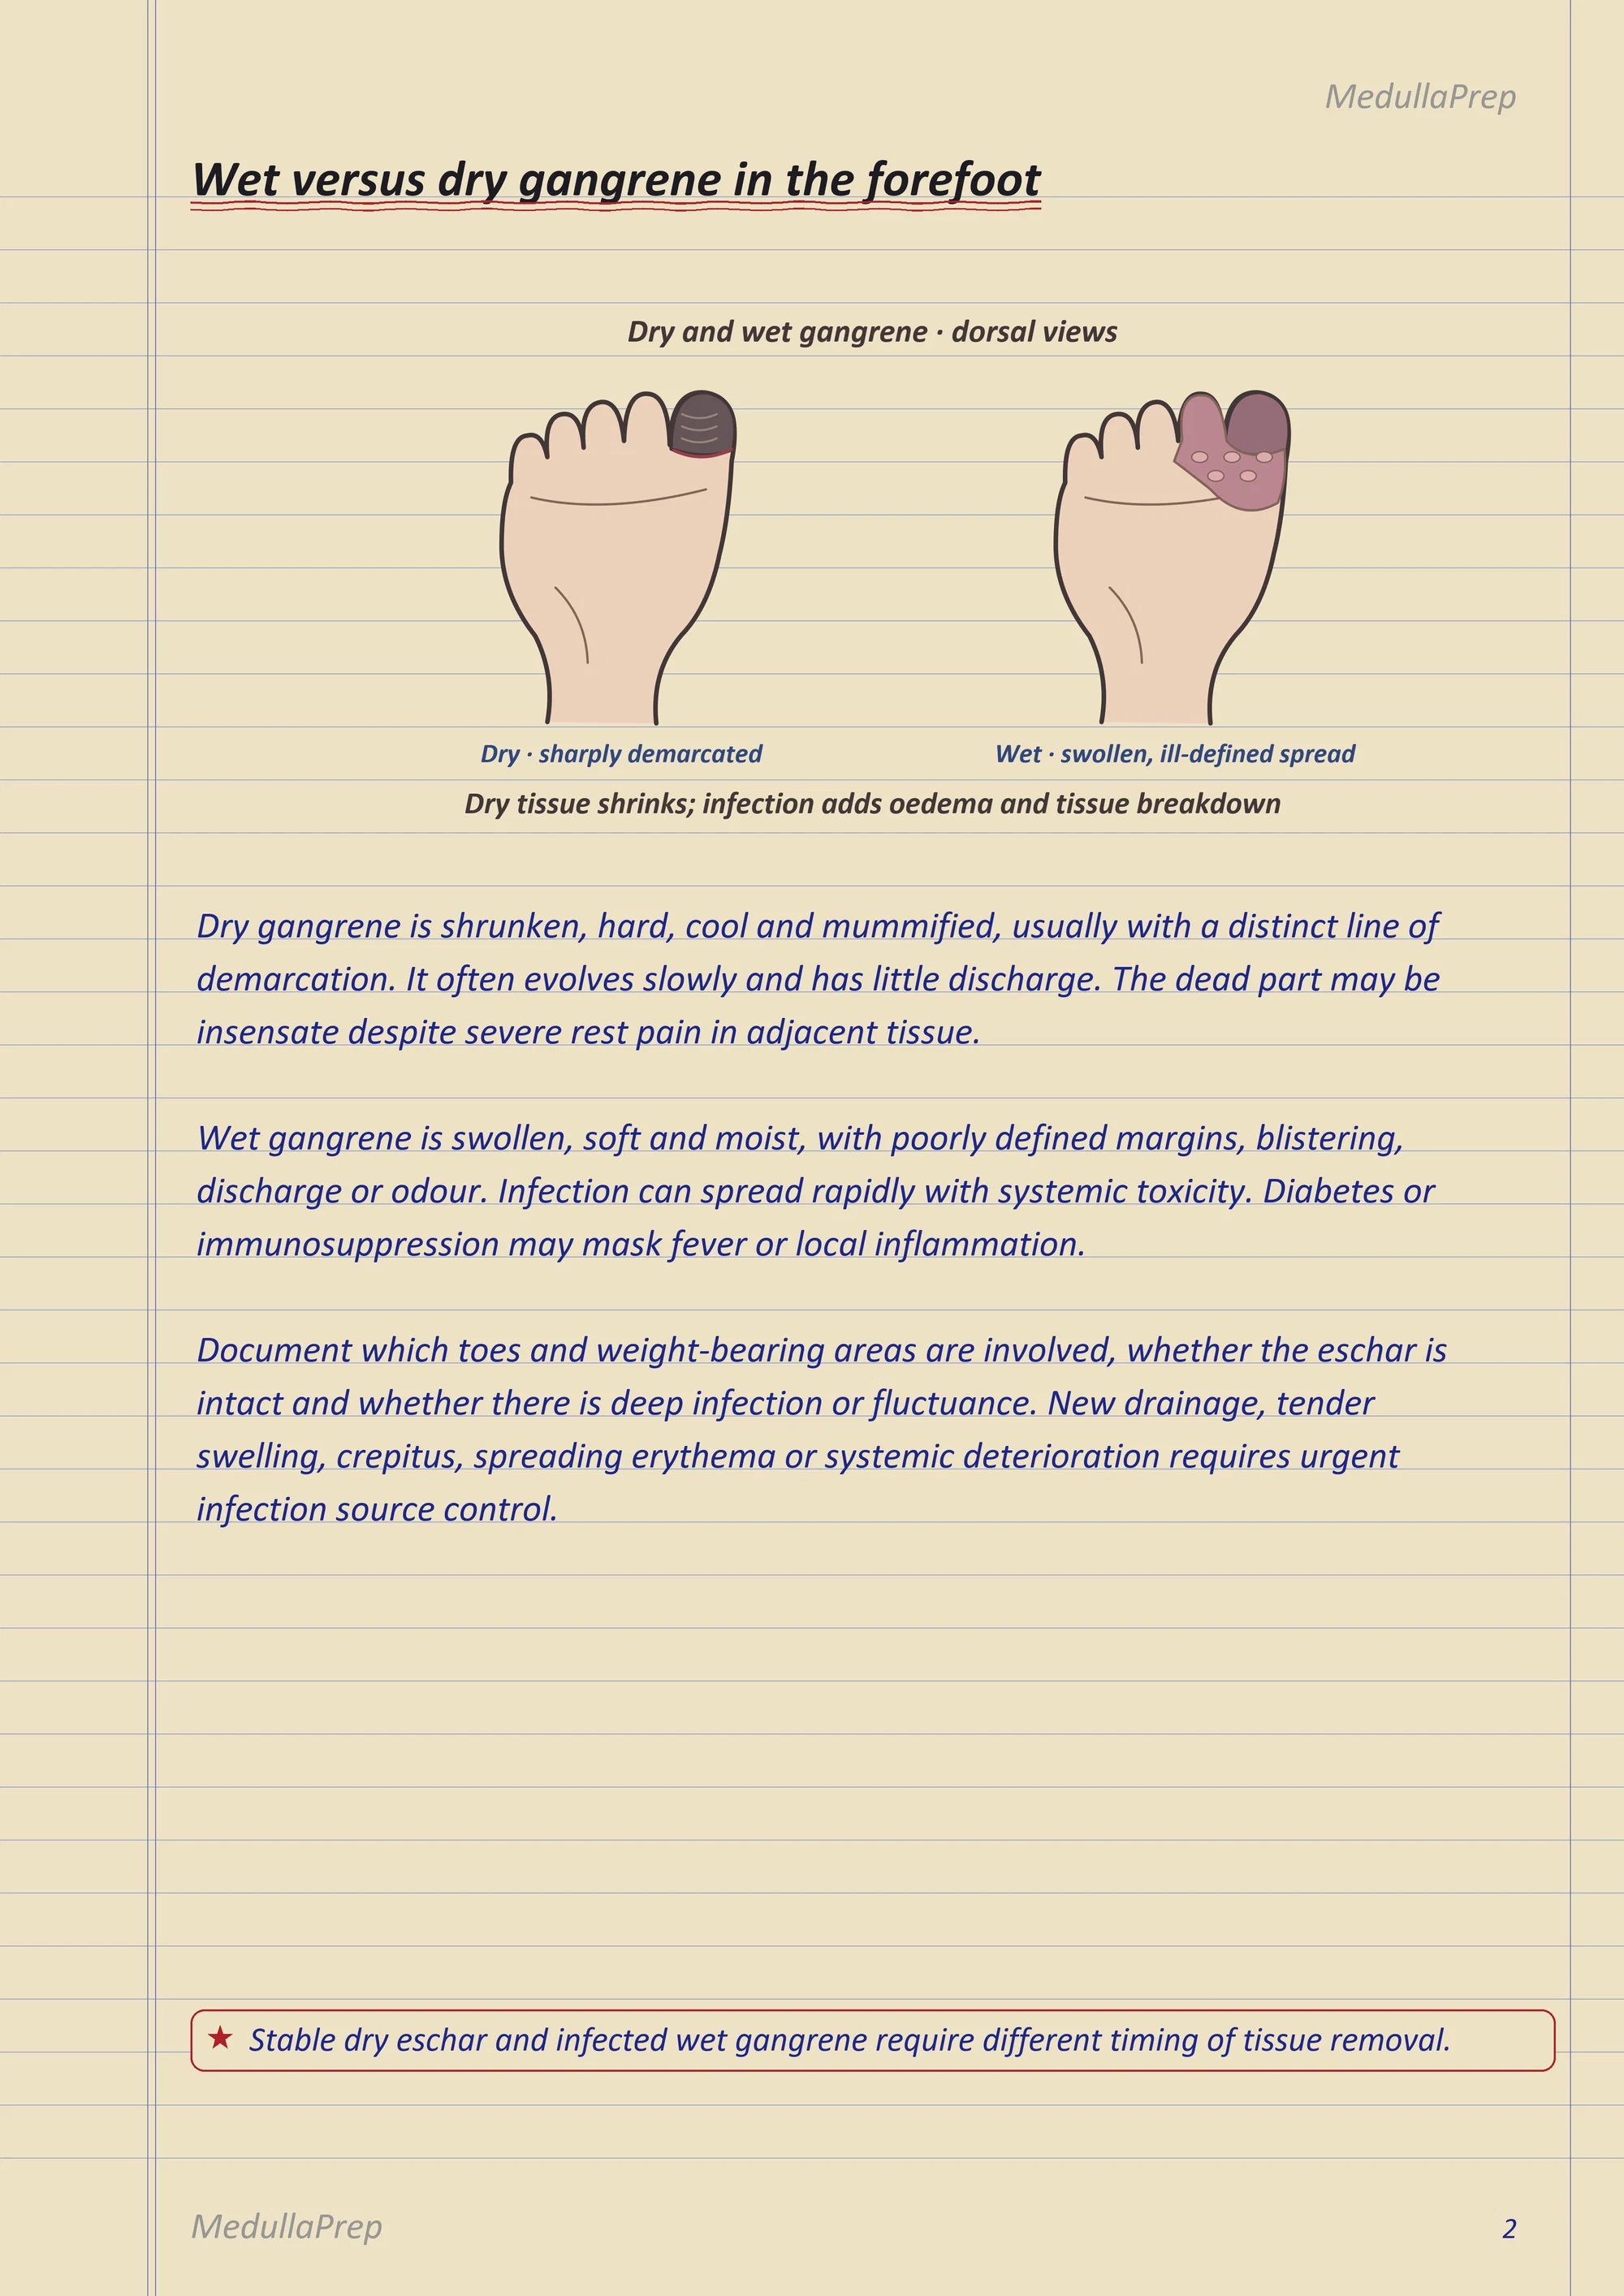 MedullaPrep
Wet versus dry gangrene in the forefoot
Dry and wet gangrene · dorsal views
Dry · sharply demarcated
Wet · swollen, ill-defined spread
Dry tissue shrinks; infection adds oedema and tissue breakdown
Dry gangrene is shrunken, hard, cool and mummified, usually with a distinct line of
demarcation. It often evolves slowly and has little discharge. The dead part may be
insensate despite severe rest pain in adjacent tissue.
Wet gangrene is swollen, soft and moist, with poorly defined margins, blistering,
discharge or odour. Infection can spread rapidly with systemic toxicity. Diabetes or
immunosuppression may mask fever or local inflammation.
Document which toes and weight-bearing areas are involved, whether the eschar is
intact and whether there is deep infection or fluctuance. New drainage, tender
swelling, crepitus, spreading erythema or systemic deterioration requires urgent
infection source control.
★ Stable dry eschar and infected wet gangrene require different timing of tissue removal.
MedullaPrep
2